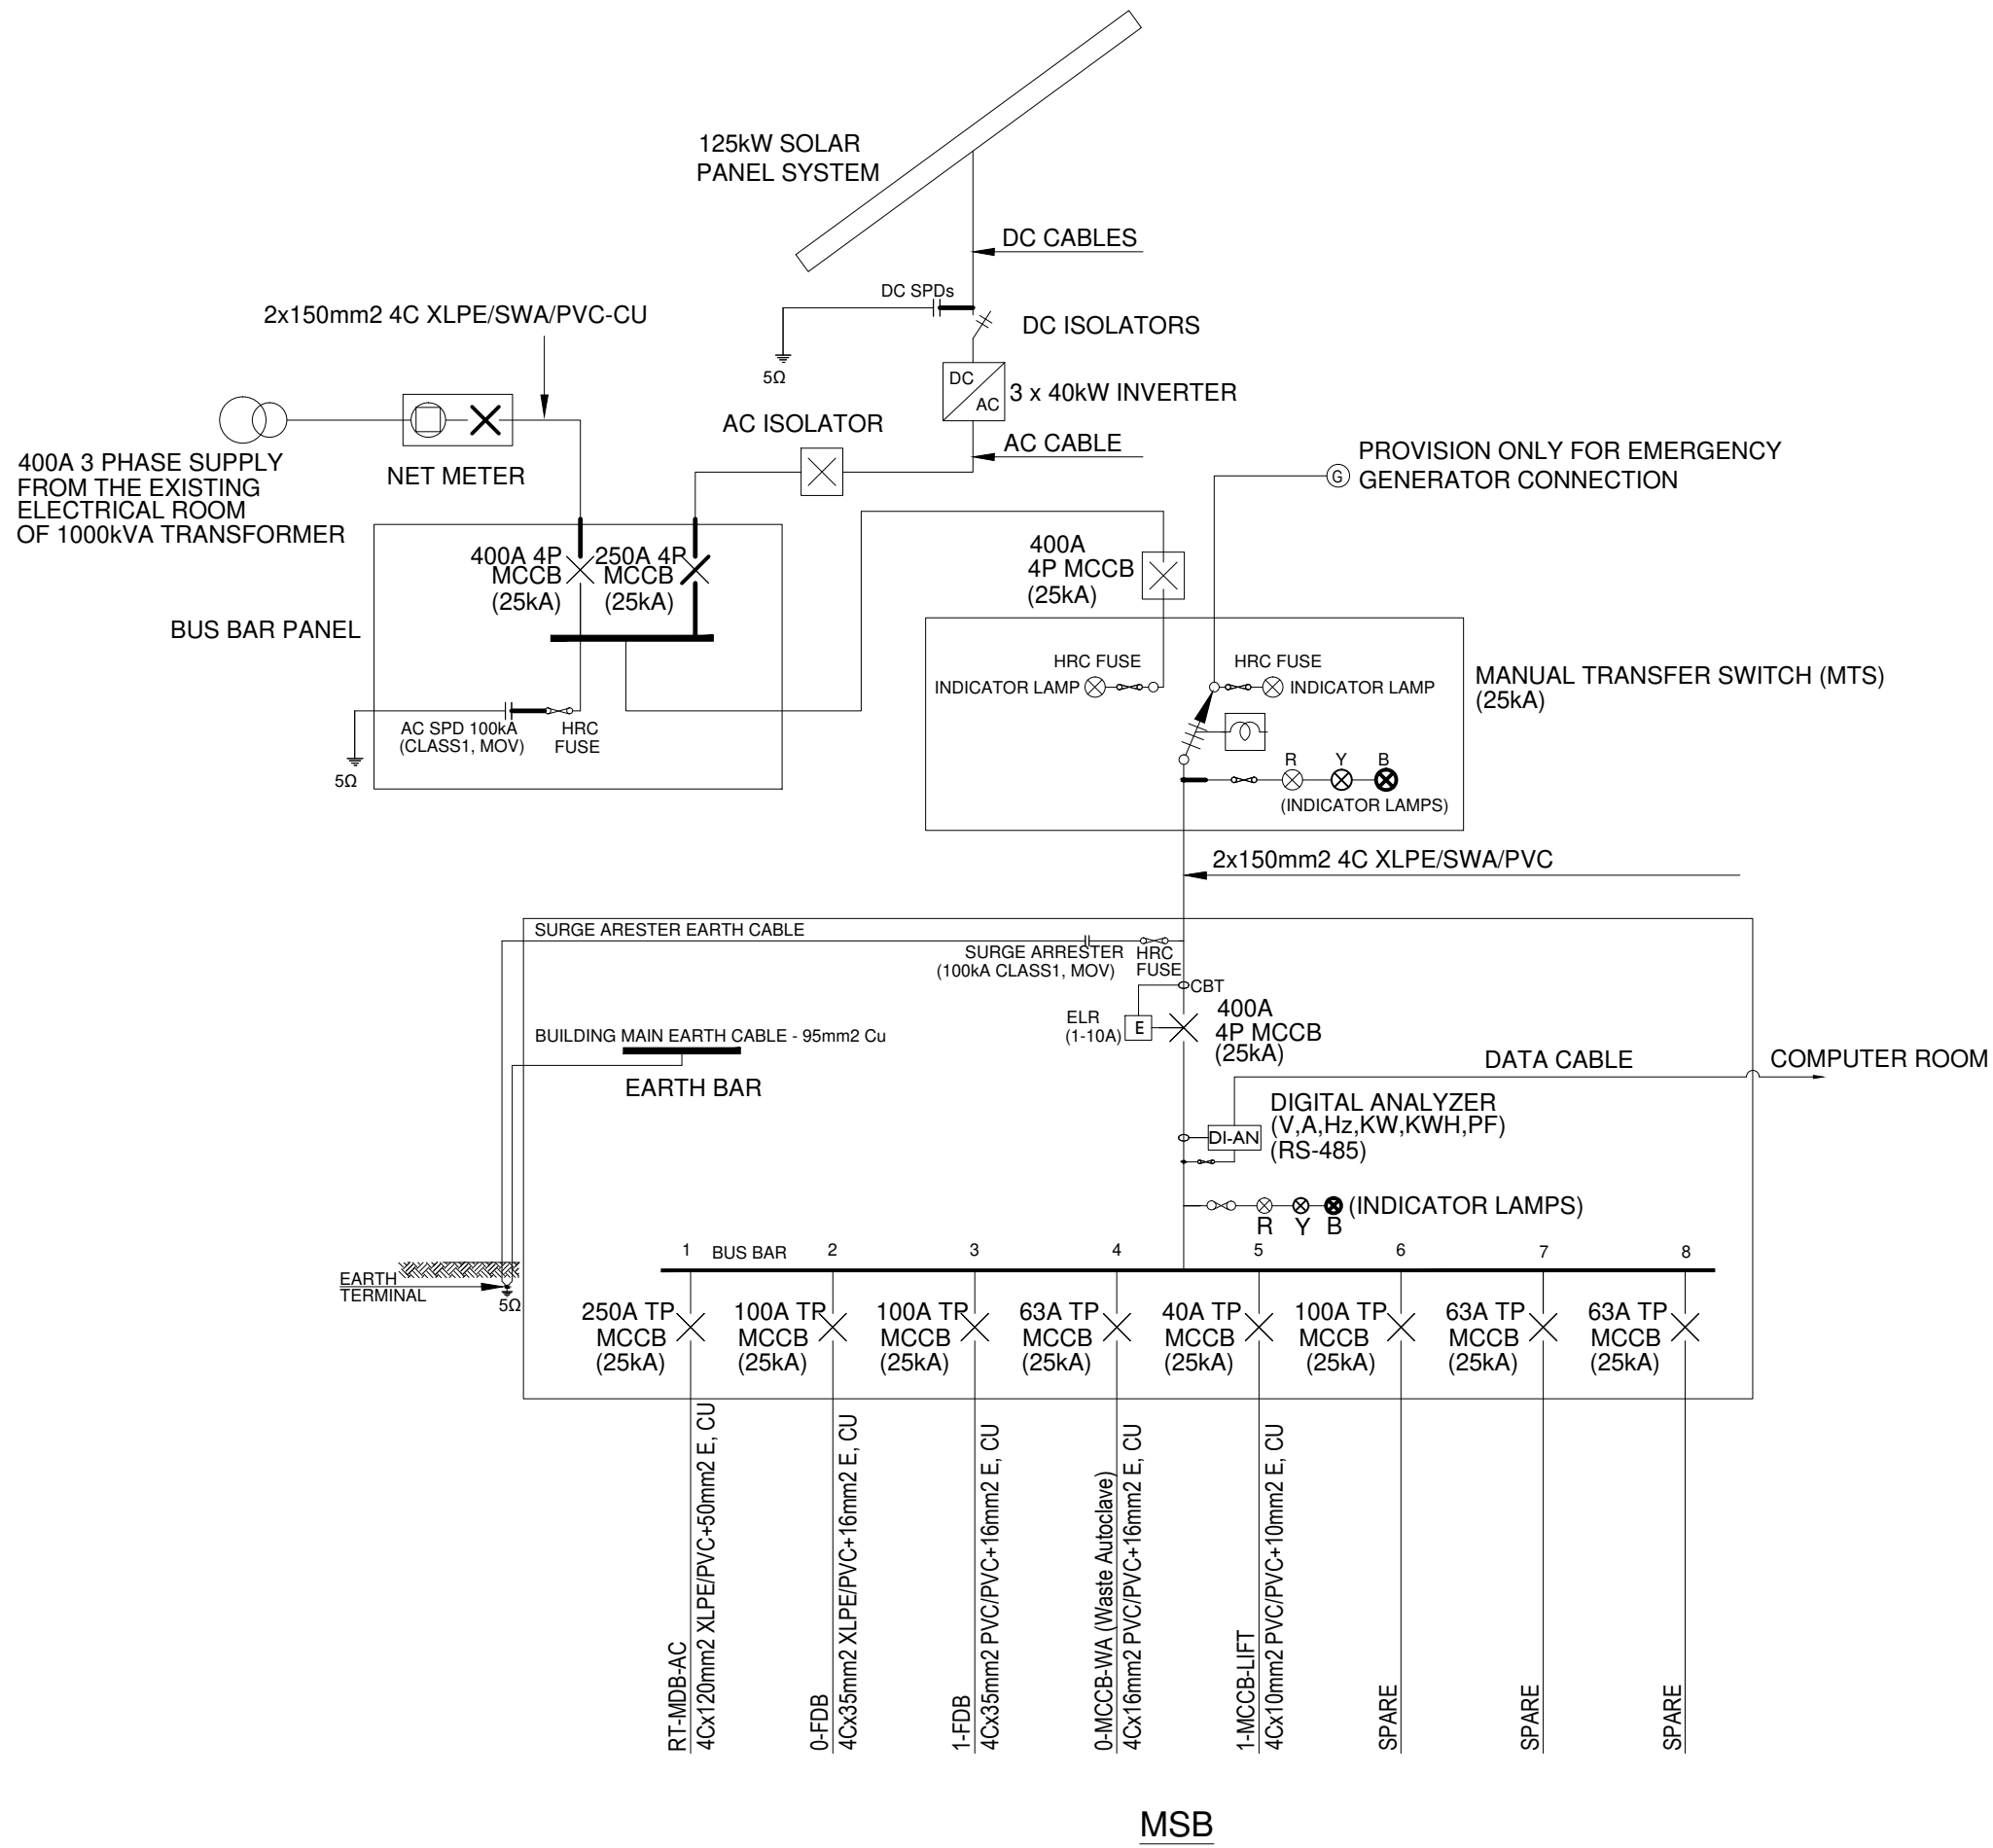 125kW SOLAR
PANEL SYSTEM
DC CABLES
DC SPDs
2x150mm2 4C XLPE/SWA/PVC-CU
DC ISOLATORS
5Ω
DC
AC
3 x 40kW INVERTER
AC ISOLATOR
AC CABLE
400A 3 PHASE SUPPLY
FROM THE EXISTING
ELECTRICAL ROOM
OF 1000kVA TRANSFORMER
NET METER
G
PROVISION ONLY FOR EMERGENCY
GENERATOR CONNECTION
400A 4P
MCCB
(25kA)
250A 4P
MCCB
(25kA)
400A
4P MCCB
(25kA)
BUS BAR PANEL
HRC FUSE
INDICATOR LAMP
HRC FUSE
INDICATOR LAMP
MANUAL TRANSFER SWITCH (MTS)
(25kA)
AC SPD 100kA
(CLASS1, MOV)
HRC
FUSE
5Ω
R
Y
B
(INDICATOR LAMPS)
2x150mm2 4C XLPE/SWA/PVC
SURGE ARESTER EARTH CABLE
SURGE ARRESTER
(100kA CLASS1, MOV)
HRC
FUSE
CBT
ELR
(1-10A)
E
400A
4P MCCB
(25kA)
BUILDING MAIN EARTH CABLE - 95mm2 Cu
EARTH BAR
DATA CABLE
COMPUTER ROOM
DIGITAL ANALYZER
(V,A,Hz,KW,KWH,PF)
(RS-485)
DI-AN
(INDICATOR LAMPS)
R
Y
B
1
BUS BAR
2
3
4
5
6
7
8
EARTH
TERMINAL
5Ω
250A TP
MCCB
(25kA)
100A TP
MCCB
(25kA)
100A TP
MCCB
(25kA)
63A TP
MCCB
(25kA)
40A TP
MCCB
(25kA)
100A TP
MCCB
(25kA)
63A TP
MCCB
(25kA)
63A TP
MCCB
(25kA)
RT-MDB-AC
4Cx120mm2 XLPE/PVC+50mm2 E, CU
0-FDB
4Cx35mm2 XLPE/PVC+16mm2 E, CU
1-FDB
4Cx35mm2 PVC/PVC+16mm2 E, CU
0-MCCB-WA (Waste Autoclave)
4Cx16mm2 PVC/PVC+16mm2 E, CU
1-MCCB-LIFT
4Cx10mm2 PVC/PVC+10mm2 E, CU
SPARE
SPARE
SPARE
MSB